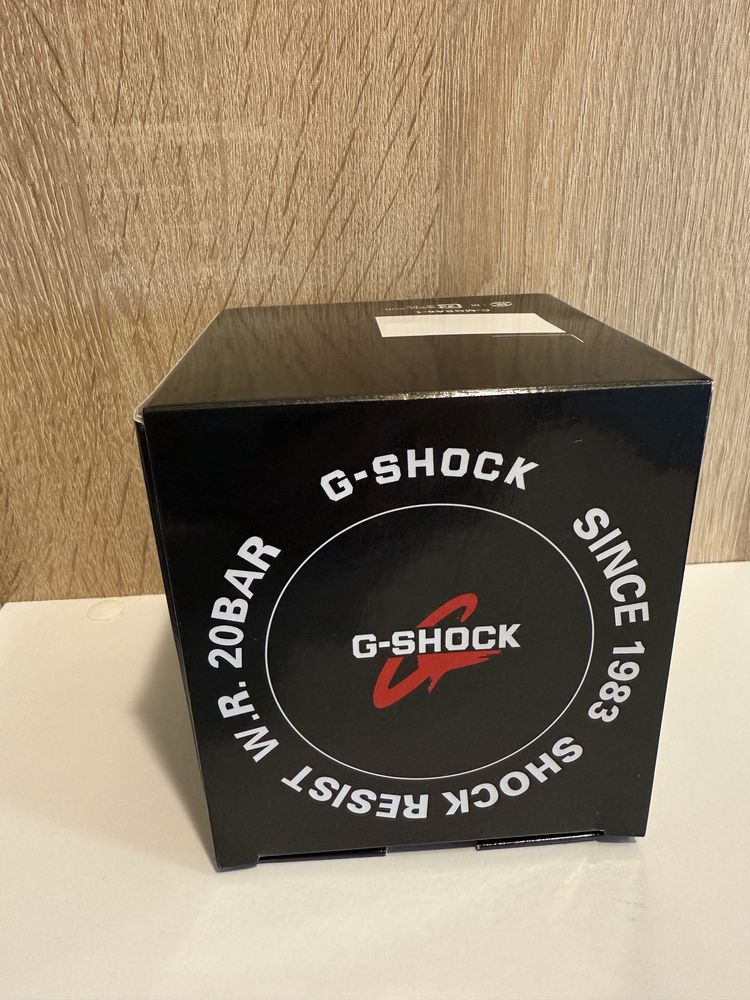 G-SHOCK
SINCE 1983
SHOCK RESIST
W.R. 20BAR
G-SHOCK